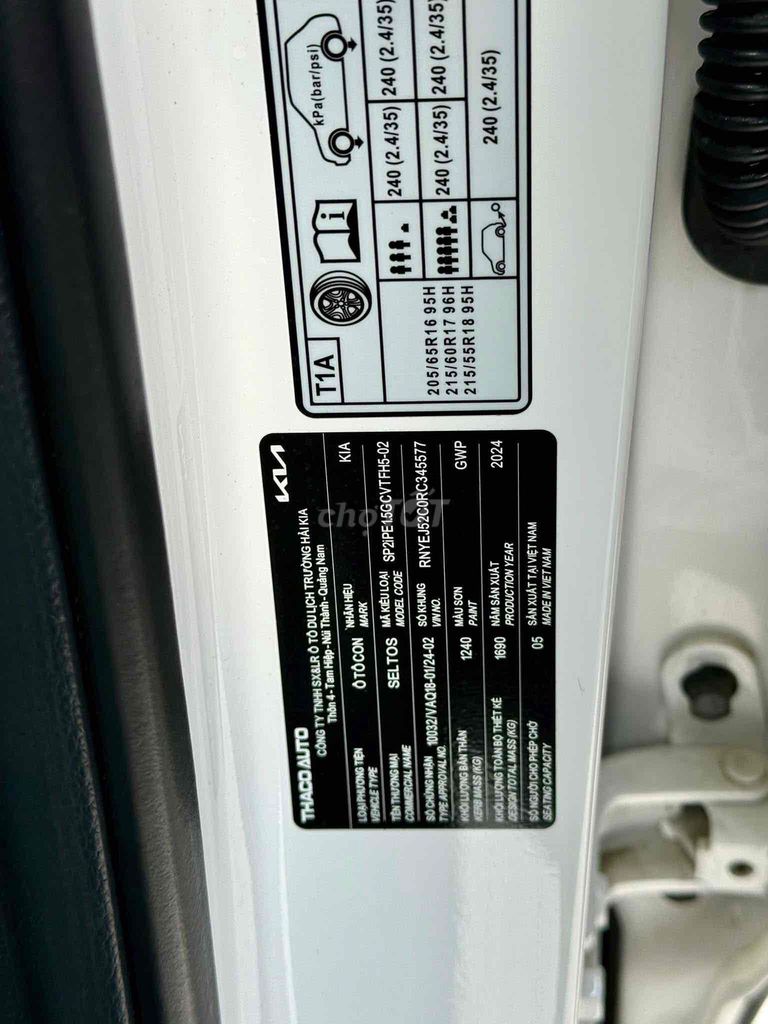 T1A
kPa(bar/psi)
205/65R16 95H
215/60R17 96H
215/55R18 95H
240 (2.4/35) 240 (2.4/35)
240 (2.4/35) 240 (2.4/35)
240 (2.4/35)
THACO AUTO
KIA
CÔNG TY TNHH SX&LR Ô TÔ DU LỊCH TRƯỜNG HẢI KIA
Thôn 4 - Tam Hiệp - Núi Thành - Quảng Nam
LOẠI PHƯƠNG TIỆN Ô TÔ CON NHÃN HIỆU KIA
VEHICLE TYPE MARK
TÊN THƯƠNG MẠI SELTOS MÃ KIỂU LOẠI SP2iPE15GCVTFH5-02
COMMERCIAL NAME MODEL CODE
SỐ CHỨNG NHẬN 10032/VAQ18-01/24-02 SỐ KHUNG RNYEJ52C0RC345577
TYPE APPROVAL NO. VIN NO.
KHỐI LƯỢNG BẢN THÂN 1240 MÀU SƠN GWP
KERB MASS (KG) PAINT
KHỐI LƯỢNG TOÀN BỘ THIẾT KẾ 1690 NĂM SẢN XUẤT 2024
DESIGN TOTAL MASS (KG) PRODUCTION YEAR
SỐ NGƯỜI CHO PHÉP CHỞ 05 SẢN XUẤT TẠI VIỆT NAM
SEATING CAPACITY MADE IN VIET NAM
chợTỐT